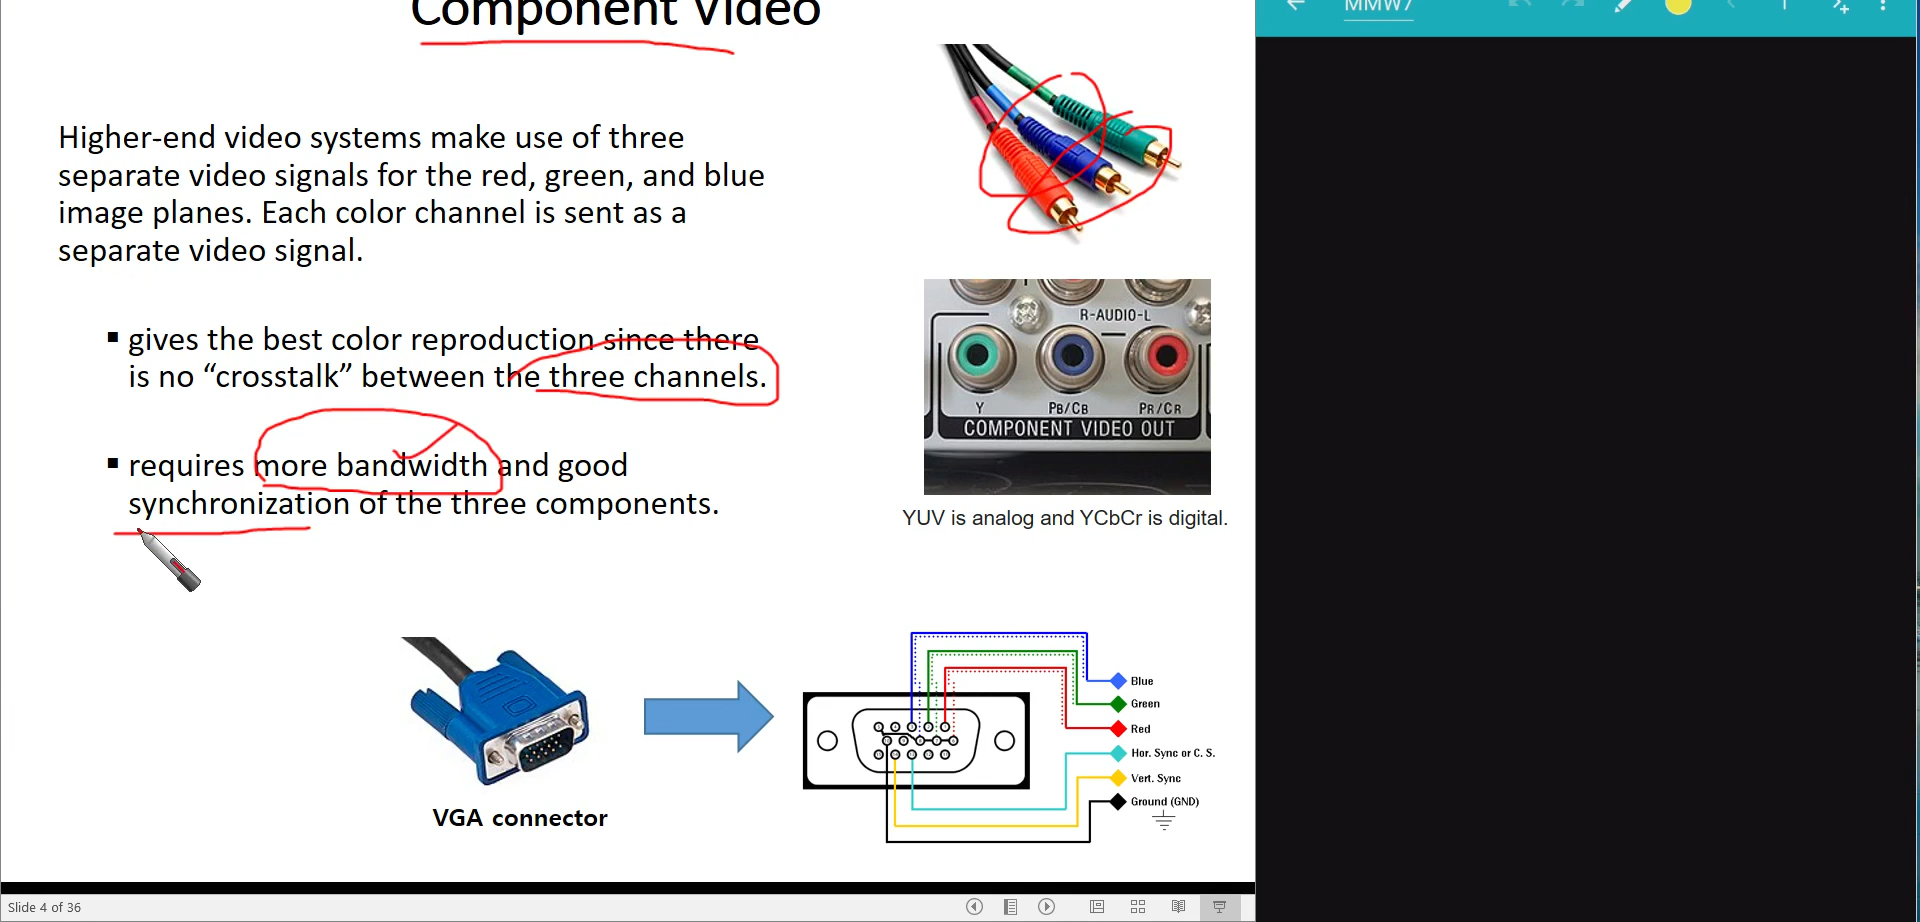 Component Video
MMW7
Higher-end video systems make use of three
separate video signals for the red, green, and blue
image planes. Each color channel is sent as a
separate video signal.
▪ gives the best color reproduction since there
is no “crosstalk” between the three channels.
▪ requires more bandwidth and good
synchronization of the three components.
R-AUDIO-L
Y PB/CB PR/CR
COMPONENT VIDEO OUT
YUV is analog and YCbCr is digital.
VGA connector
Blue
Green
Red
Hor. Sync or C. S.
Vert. Sync
Ground (GND)
Slide 4 of 36